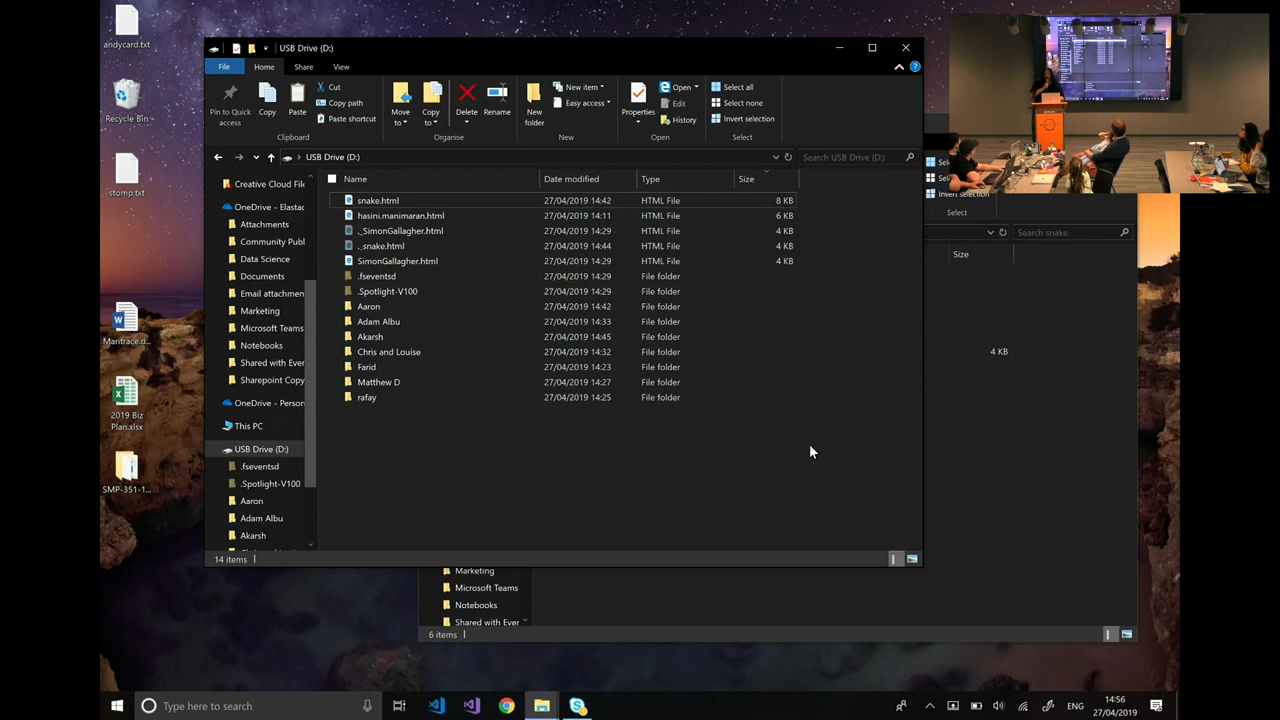 andycard.txt
Recycle Bin
stomp.txt
Maritrace.d...
2019 Biz
Plan.xlsx
SMP-351-1...
USB Drive (D:)
File
Home
Share
View
Pin to Quick
access
Copy
Paste
Cut
Copy path
Paste shortcut
Clipboard
Move
to
Copy
to
Delete
Rename
Organise
New
folder
New item
Easy access
New
Properties
Open
Edit
History
Open
Select all
Select none
Invert selection
Select
USB Drive (D:)
Search USB Drive (D:)
Creative Cloud File
OneDrive - Elastac
Attachments
Community Publ
Data Science
Documents
Email attachmen
Marketing
Microsoft Teams
Notebooks
Shared with Ever
Sharepoint Copy
OneDrive - Person
This PC
USB Drive (D:)
.fseventsd
.Spotlight-V100
Aaron
Adam Albu
Akarsh
Name Date modified Type Size
snake.html 27/04/2019 14:42 HTML File 8 KB
hasini.manimaran.html 27/04/2019 14:11 HTML File 6 KB
._SimonGallagher.html 27/04/2019 14:29 HTML File 4 KB
._snake.html 27/04/2019 14:44 HTML File 4 KB
SimonGallagher.html 27/04/2019 14:29 HTML File 4 KB
.fseventsd 27/04/2019 14:29 File folder
.Spotlight-V100 27/04/2019 14:29 File folder
Aaron 27/04/2019 14:42 File folder
Adam Albu 27/04/2019 14:33 File folder
Akarsh 27/04/2019 14:45 File folder
Chris and Louise 27/04/2019 14:32 File folder
Farid 27/04/2019 14:23 File folder
Matthew D 27/04/2019 14:27 File folder
rafay 27/04/2019 14:25 File folder
14 items
Sele
Sel
Invert selection
Select
Search snake
Size
4 KB
Marketing
Microsoft Teams
Notebooks
Shared with Ever
6 items
Type here to search
ENG
14:56
27/04/2019